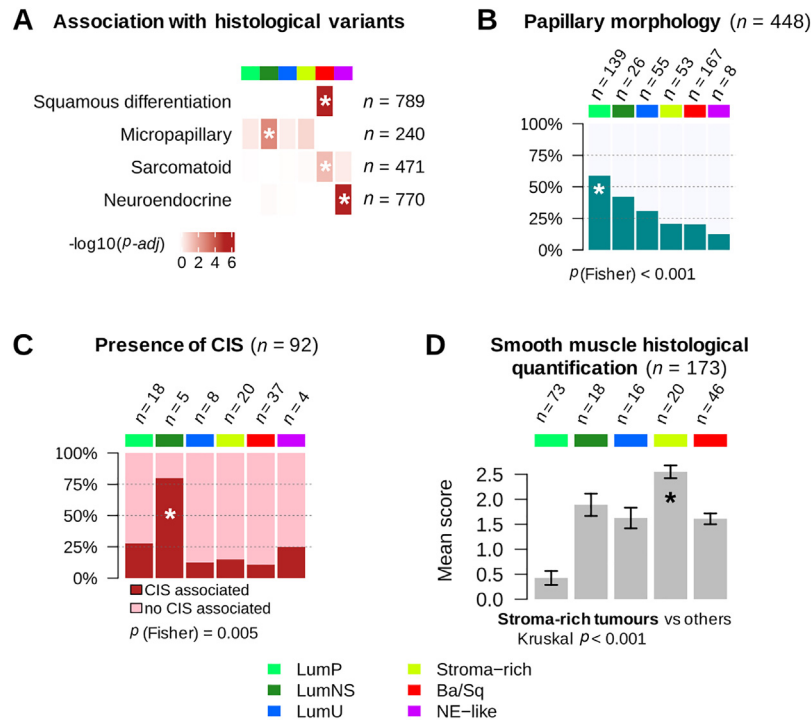 A Association with histological variants
Squamous differentiation * n = 789
Micropapillary * n = 240
Sarcomatoid * n = 471
Neuroendocrine * n = 770
-log10(p-adj)
0 2 4 6
B Papillary morphology (n = 448)
n = 139 n = 26 n = 55 n = 53 n = 167 n = 8
100%
75%
50%
25%
0%
*
p (Fisher) < 0.001
C Presence of CIS (n = 92)
n = 18 n = 5 n = 8 n = 20 n = 37 n = 4
100%
75%
50%
25%
0%
*
CIS associated
no CIS associated
p (Fisher) = 0.005
D Smooth muscle histological
quantification (n = 173)
n = 73 n = 18 n = 16 n = 20 n = 46
Mean score
2.5
2.0
1.5
1.0
0.5
0.0
*
Stroma-rich tumours vs others
Kruskal p < 0.001
LumP
LumNS
LumU
Stroma−rich
Ba/Sq
NE−like